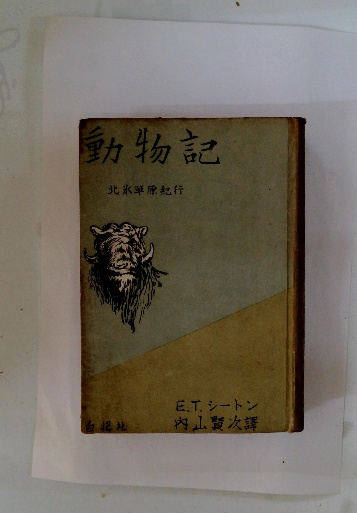 動物記
北氷草原紀行
E.T.シートン
内山賢次譯
白揚社